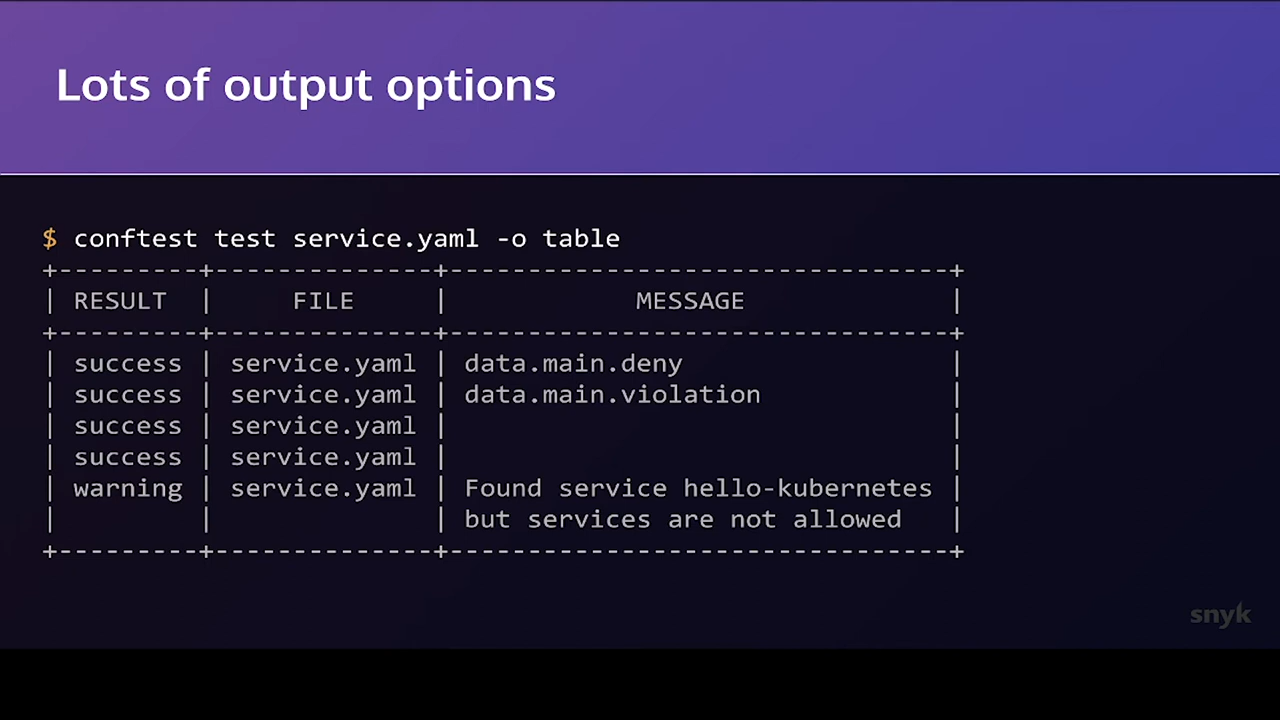 Lots of output options
$ conftest test service.yaml -o table
+---------+--------------+--------------------------------+
| RESULT  |     FILE     |            MESSAGE             |
+---------+--------------+--------------------------------+
| success | service.yaml | data.main.deny                 |
| success | service.yaml | data.main.violation            |
| success | service.yaml |                                |
| success | service.yaml |                                |
| warning | service.yaml | Found service hello-kubernetes |
|         |              | but services are not allowed   |
+---------+--------------+--------------------------------+
snyk